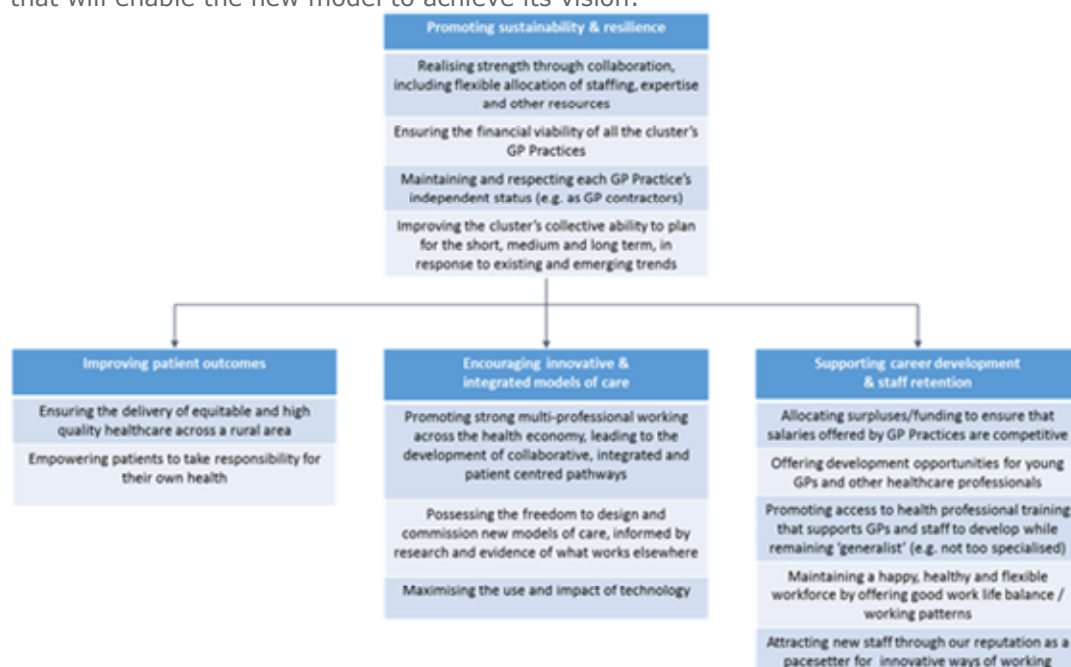 that will enable the new model to achieve its vision.
Promoting sustainability & resilience
Realising strength through collaboration,
including flexible allocation of staffing, expertise
and other resources
Ensuring the financial viability of all the cluster's
GP Practices
Maintaining and respecting each GP Practice's
independent status (e.g. as GP contractors)
Improving the cluster's collective ability to plan
for the short, medium and long term, in
response to existing and emerging trends
Improving patient outcomes
Ensuring the delivery of equitable and high
quality healthcare across a rural area
Empowering patients to take responsibility for
their own health
Encouraging innovative &
integrated models of care
Promoting strong multi-professional working
across the health economy, leading to the
development of collaborative, integrated and
patient centred pathways
Possessing the freedom to design and
commission new models of care, informed by
research and evidence of what works elsewhere
Maximising the use and impact of technology
Supporting career development
& staff retention
Allocating surpluses/funding to ensure that
salaries offered by GP Practices are competitive
Offering development opportunities for young
GPs and other healthcare professionals
Promoting access to health professional training
that supports GPs and staff to develop while
remaining 'generalist' (e.g. not too specialised)
Maintaining a happy, healthy and flexible
workforce by offering good work life balance /
working patterns
Attracting new staff through our reputation as a
pacesetter for innovative ways of working